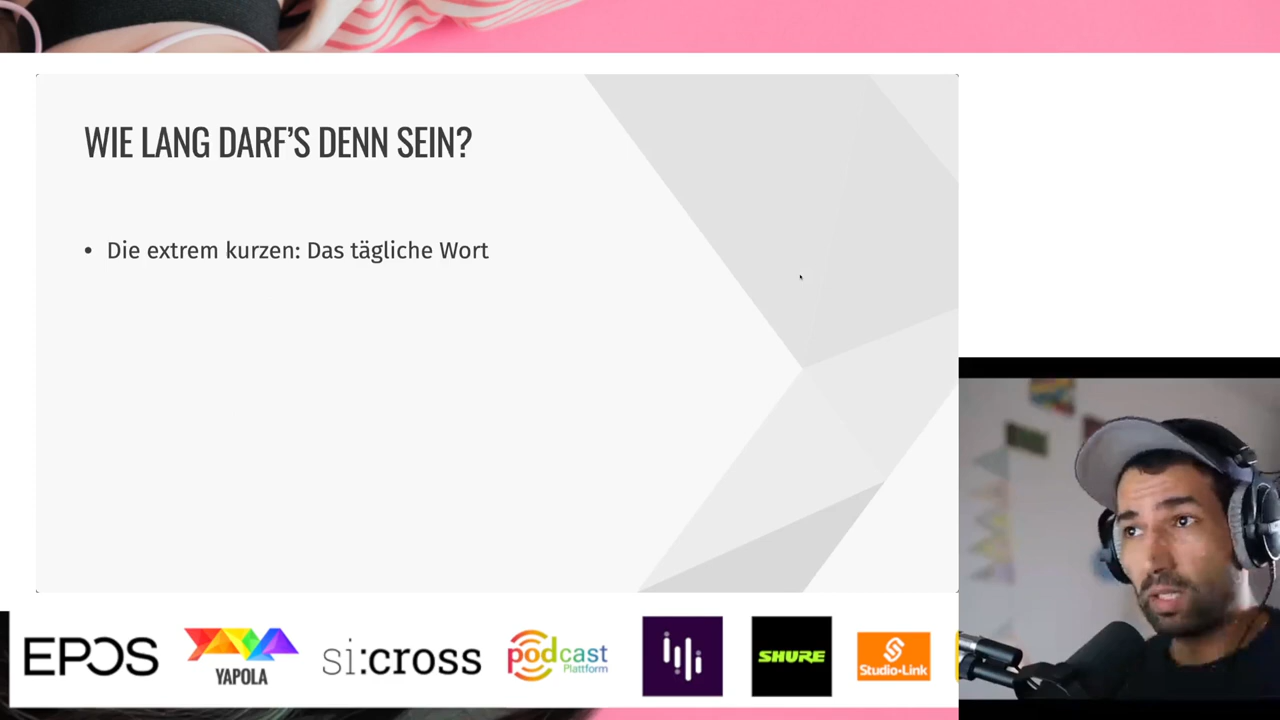 WIE LANG DARF'S DENN SEIN?
• Die extrem kurzen: Das tägliche Wort
EPOS
YAPOLA
si:cross
podcast
Plattform
SHURE
Studio-Link